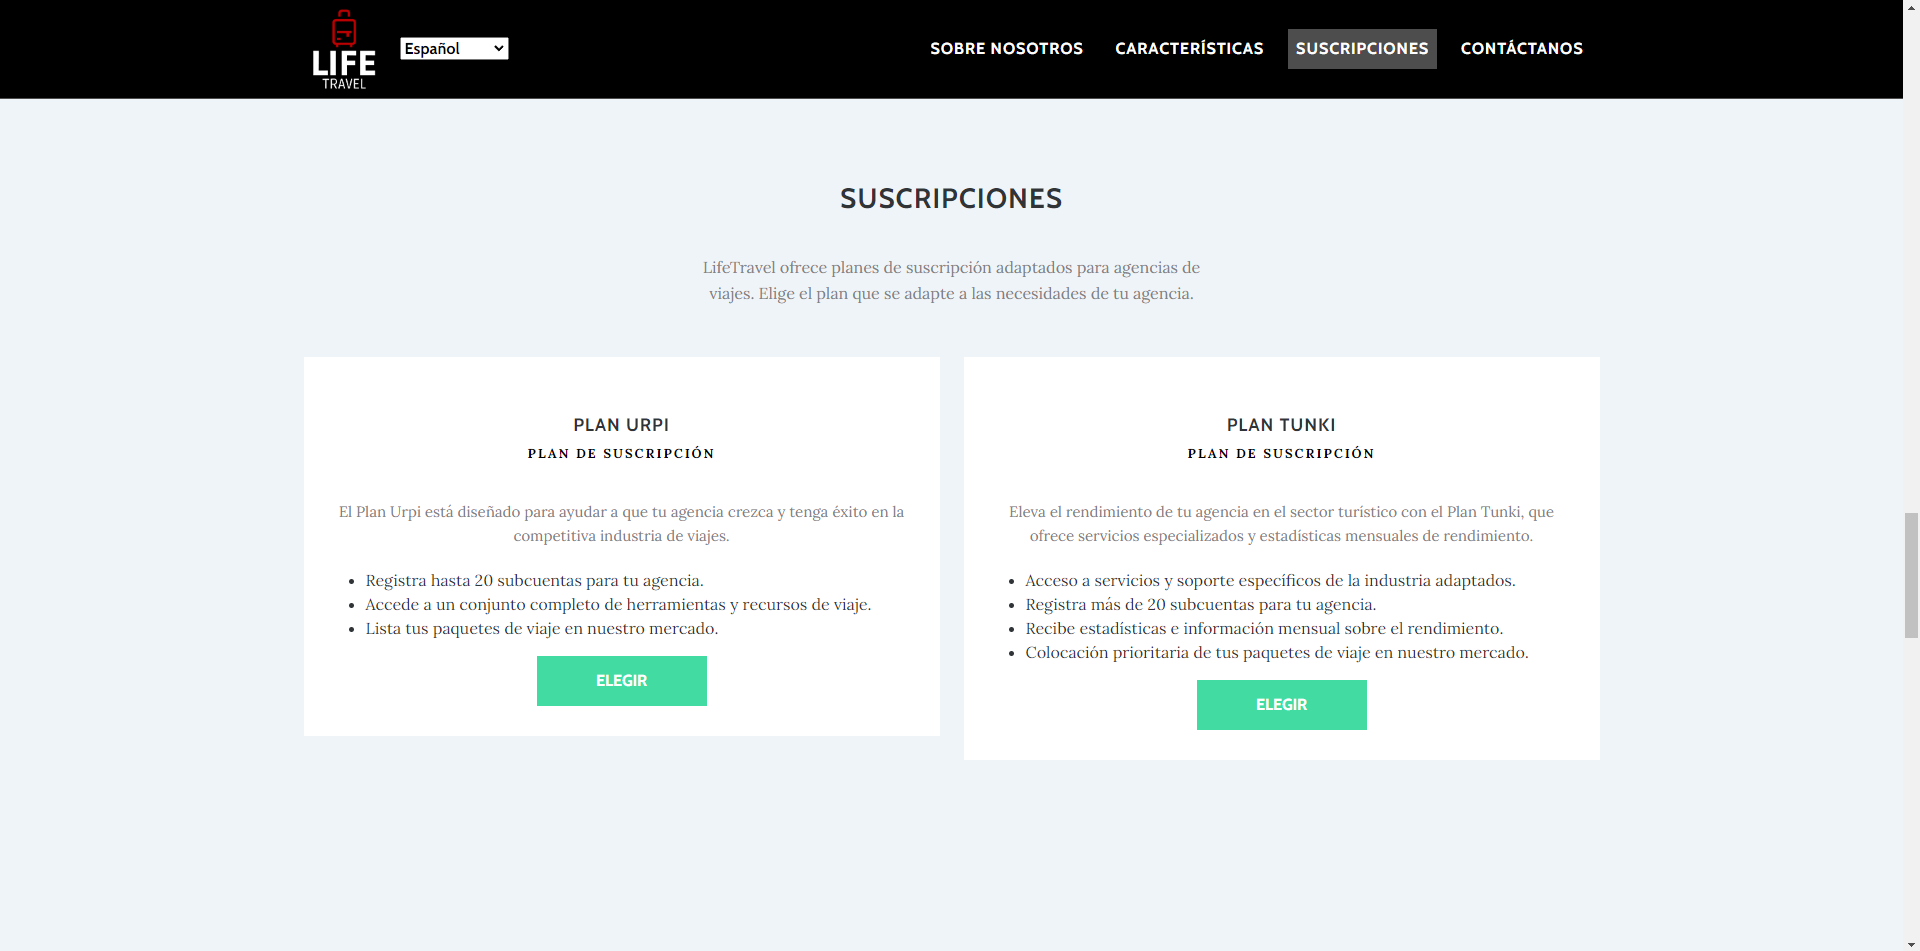 LIFE
TRAVEL
Español
SOBRE NOSOTROS
CARACTERÍSTICAS
SUSCRIPCIONES
CONTÁCTANOS
SUSCRIPCIONES
LifeTravel ofrece planes de suscripción adaptados para agencias de
viajes. Elige el plan que se adapte a las necesidades de tu agencia.
PLAN URPI
PLAN DE SUSCRIPCIÓN
El Plan Urpi está diseñado para ayudar a que tu agencia crezca y tenga éxito en la
competitiva industria de viajes.
Registra hasta 20 subcuentas para tu agencia.
Accede a un conjunto completo de herramientas y recursos de viaje.
Lista tus paquetes de viaje en nuestro mercado.
ELEGIR
PLAN TUNKI
PLAN DE SUSCRIPCIÓN
Eleva el rendimiento de tu agencia en el sector turístico con el Plan Tunki, que
ofrece servicios especializados y estadísticas mensuales de rendimiento.
Acceso a servicios y soporte específicos de la industria adaptados.
Registra más de 20 subcuentas para tu agencia.
Recibe estadísticas e información mensual sobre el rendimiento.
Colocación prioritaria de tus paquetes de viaje en nuestro mercado.
ELEGIR